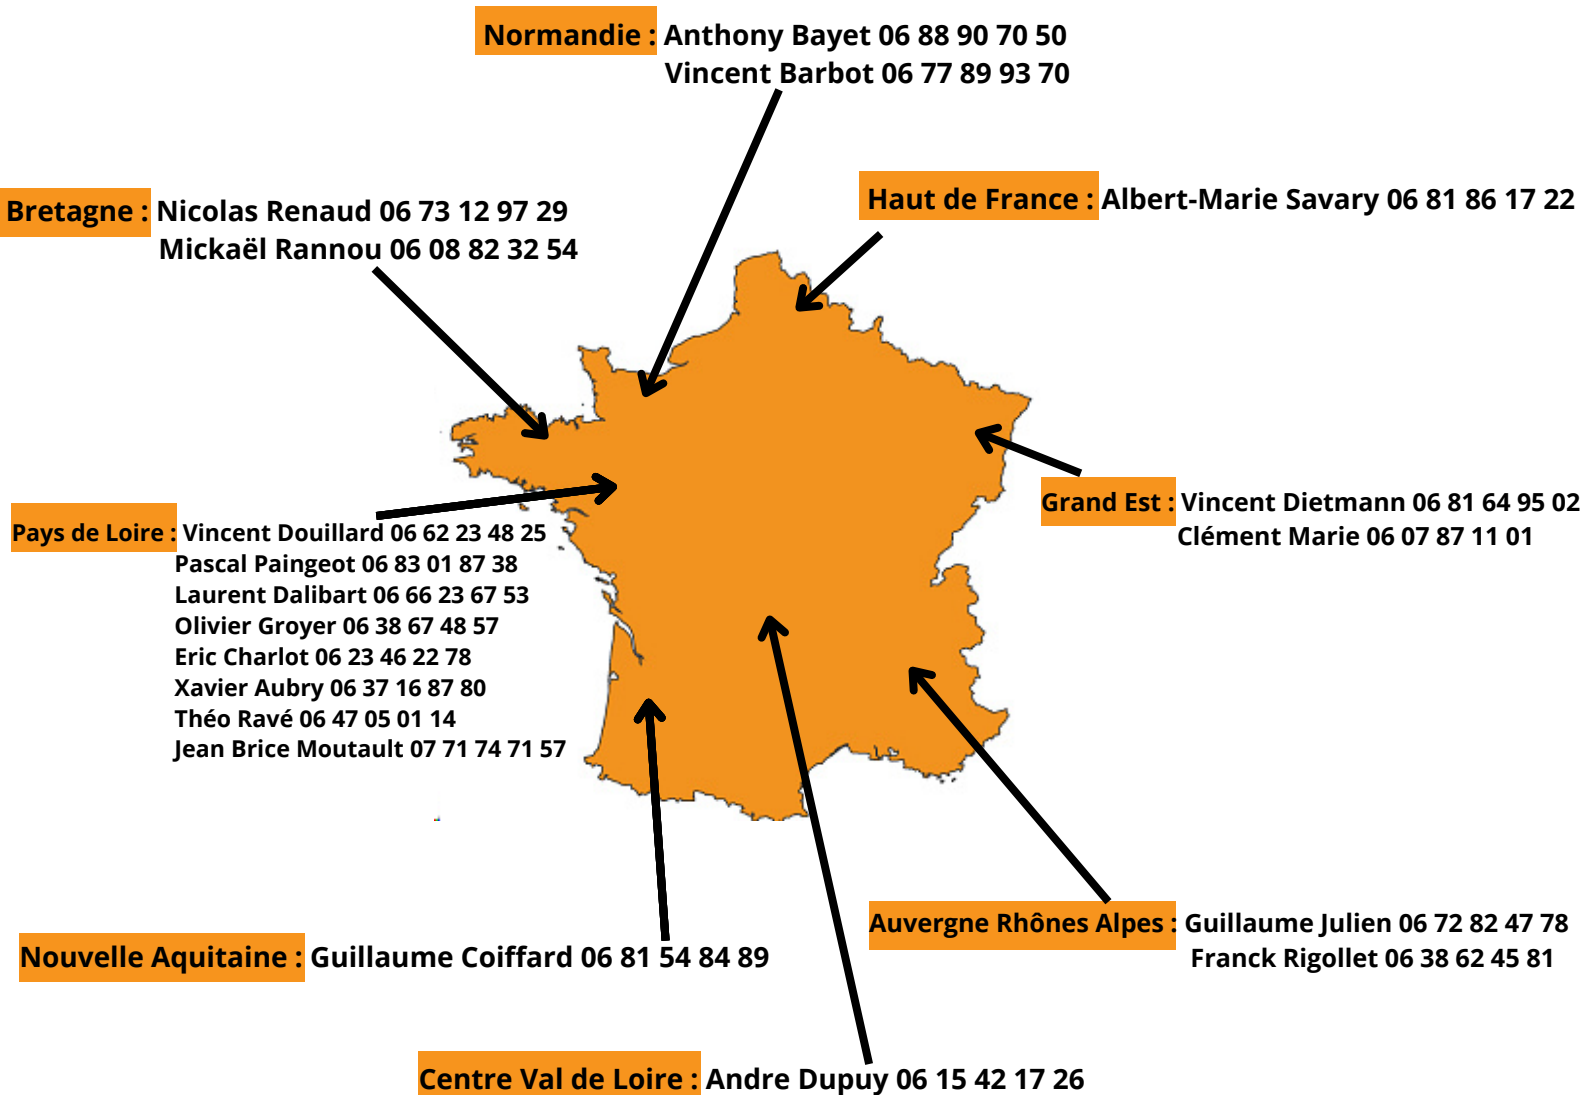 Normandie : Anthony Bayet 06 88 90 70 50
Vincent Barbot 06 77 89 93 70
Bretagne : Nicolas Renaud 06 73 12 97 29
Mickaël Rannou 06 08 82 32 54
Haut de France : Albert-Marie Savary 06 81 86 17 22
Pays de Loire : Vincent Douillard 06 62 23 48 25
Pascal Paingeot 06 83 01 87 38
Laurent Dalibart 06 66 23 67 53
Olivier Groyer 06 38 67 48 57
Eric Charlot 06 23 46 22 78
Xavier Aubry 06 37 16 87 80
Théo Ravé 06 47 05 01 14
Jean Brice Moutault 07 71 74 71 57
Grand Est : Vincent Dietmann 06 81 64 95 02
Clément Marie 06 07 87 11 01
Nouvelle Aquitaine : Guillaume Coiffard 06 81 54 84 89
Auvergne Rhônes Alpes : Guillaume Julien 06 72 82 47 78
Franck Rigollet 06 38 62 45 81
Centre Val de Loire : Andre Dupuy 06 15 42 17 26